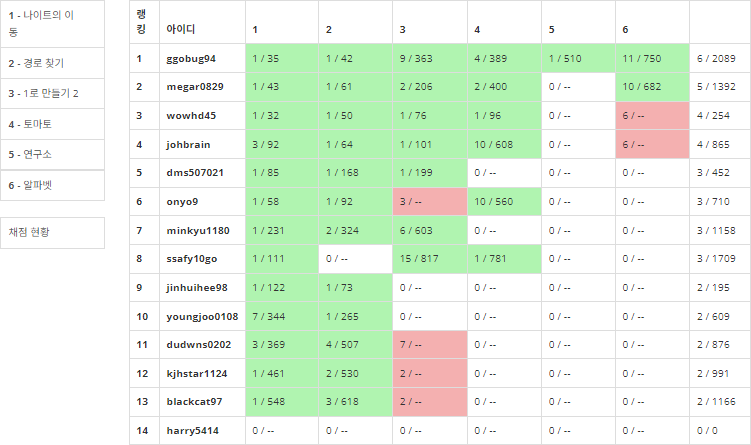 1 - 나이트의 이
동
2 - 경로 찾기
3 - 1로 만들기 2
4 - 토마토
5 - 연구소
6 - 알파벳
채점 현황
랭
킹 아이디 1 2 3 4 5 6
1 ggobug94 1 / 35 1 / 42 9 / 363 4 / 389 1 / 510 11 / 750 6 / 2089
2 megar0829 1 / 43 1 / 61 2 / 206 2 / 400 0 / -- 10 / 682 5 / 1392
3 wowhd45 1 / 32 1 / 50 1 / 76 1 / 96 0 / -- 6 / -- 4 / 254
4 johbrain 3 / 92 1 / 64 1 / 101 10 / 608 0 / -- 6 / -- 4 / 865
5 dms507021 1 / 85 1 / 168 1 / 199 0 / -- 0 / -- 0 / -- 3 / 452
6 onyo9 1 / 58 1 / 92 3 / -- 10 / 560 0 / -- 0 / -- 3 / 710
7 minkyu1180 1 / 231 2 / 324 6 / 603 0 / -- 0 / -- 0 / -- 3 / 1158
8 ssafy10go 1 / 111 0 / -- 15 / 817 1 / 781 0 / -- 0 / -- 3 / 1709
9 jinhuihee98 1 / 122 1 / 73 0 / -- 0 / -- 0 / -- 0 / -- 2 / 195
10 youngjoo0108 7 / 344 1 / 265 0 / -- 0 / -- 0 / -- 0 / -- 2 / 609
11 dudwns0202 3 / 369 4 / 507 7 / -- 0 / -- 0 / -- 0 / -- 2 / 876
12 kjhstar1124 1 / 461 2 / 530 2 / -- 0 / -- 0 / -- 0 / -- 2 / 991
13 blackcat97 1 / 548 3 / 618 2 / -- 0 / -- 0 / -- 0 / -- 2 / 1166
14 harry5414 0 / -- 0 / -- 0 / -- 0 / -- 0 / -- 0 / -- 0 / 0